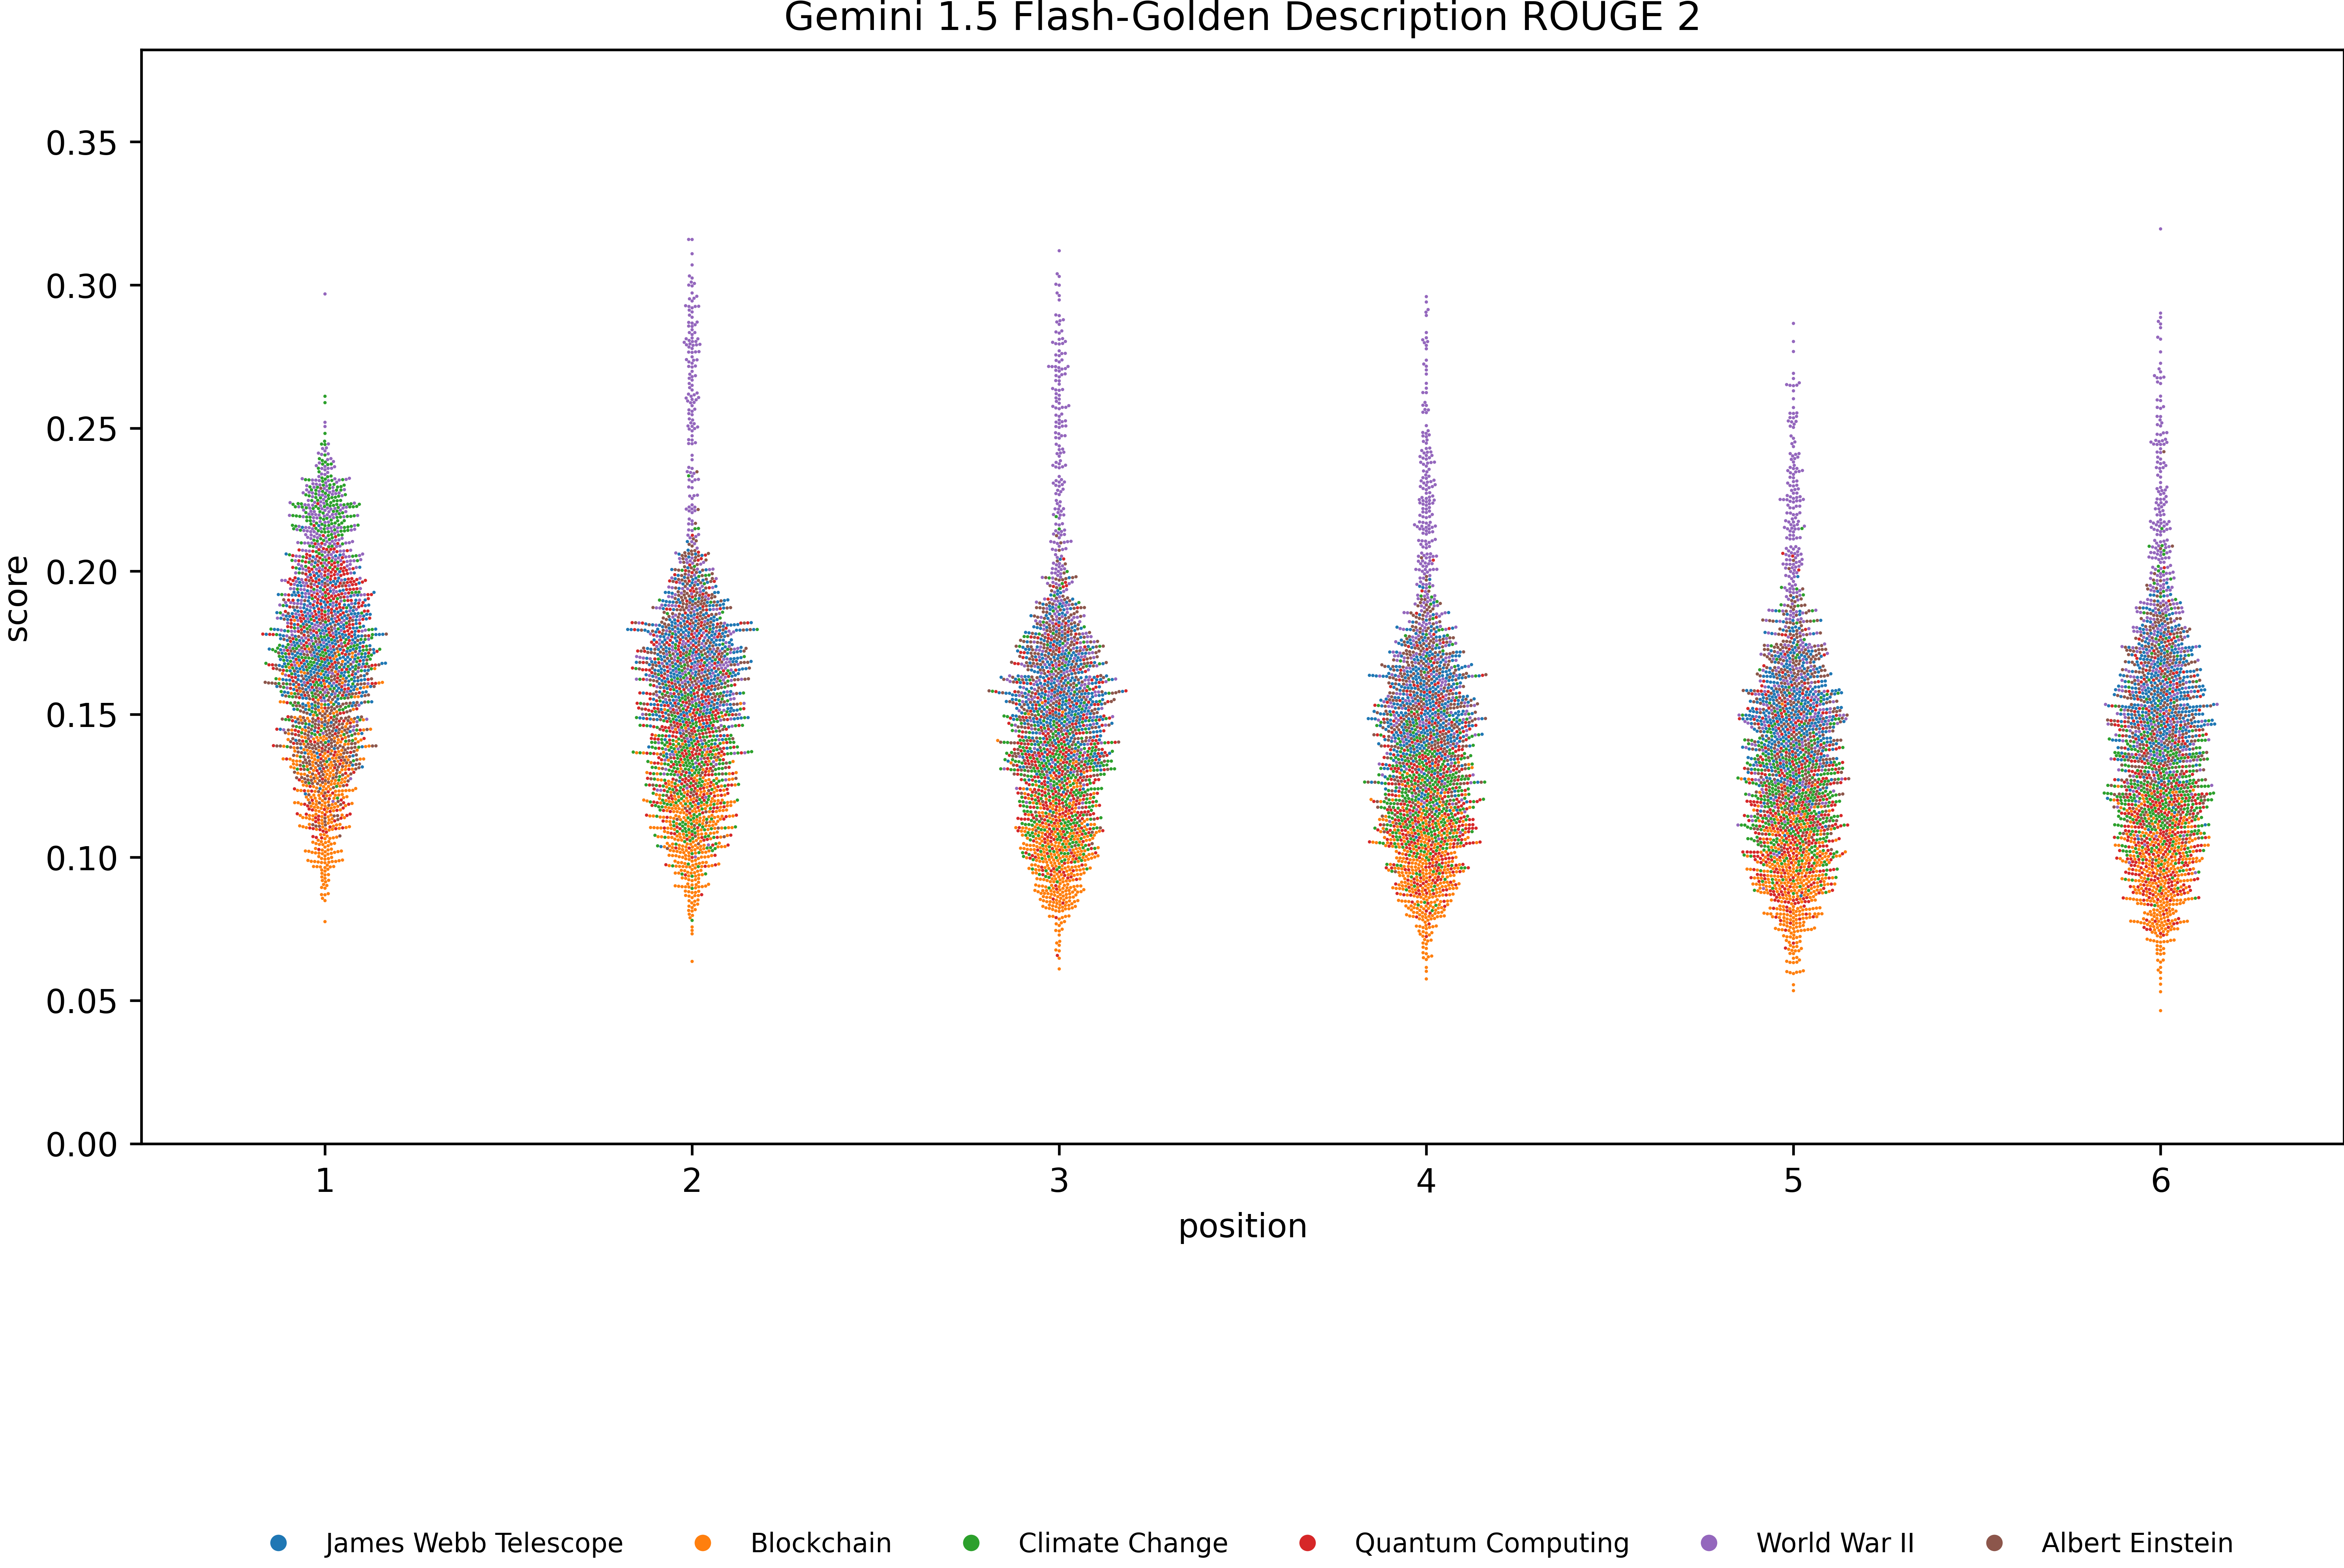 Gemini 1.5 Flash-Golden Description ROUGE 2
0.35
0.30
0.25
0.20
0.15
0.10
0.05
0.00
score
1 2 3 4 5 6
position
James Webb Telescope Blockchain Climate Change Quantum Computing World War II Albert Einstein